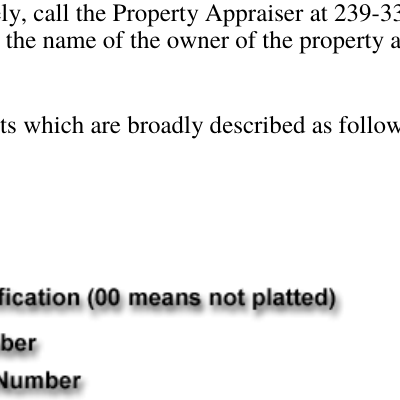 ly, call the Property Appraiser at 239-33
the name of the owner of the property a
ts which are broadly described as follow
fication (00 means not platted)
ber
Number